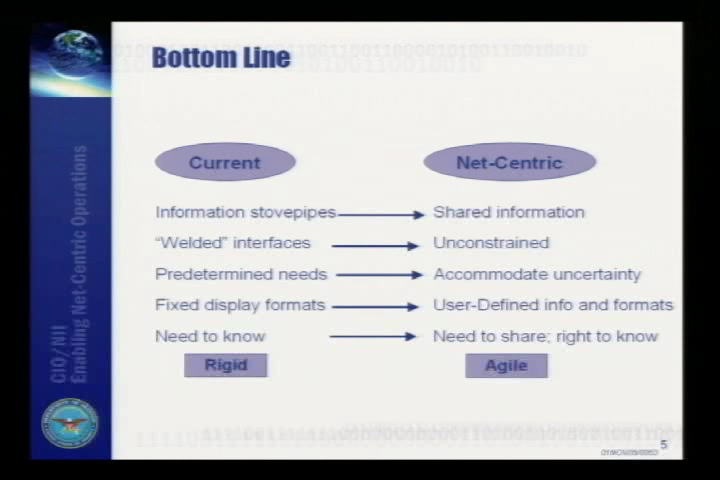 Bottom Line
Current
Net-Centric
Information stovepipes
Shared information
"Welded" interfaces
Unconstrained
Predetermined needs
Accommodate uncertainty
Fixed display formats
User-Defined info and formats
Need to know
Need to share; right to know
Rigid
Agile
CIO/NII
Enabling Net-Centric Operations
5